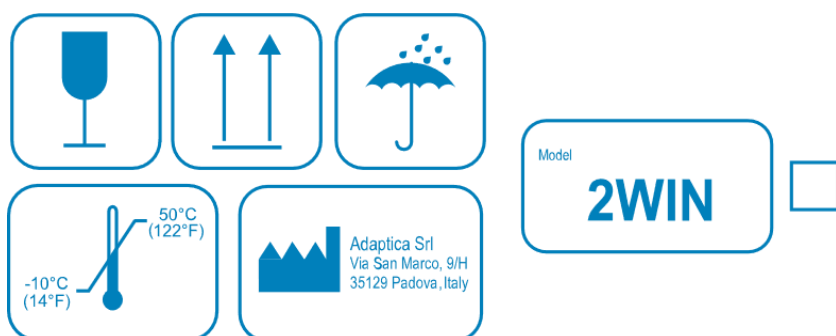 Model
2WIN
50°C
(122°F)
-10°C
(14°F)
Adaptica Srl
Via San Marco, 9/H
35129 Padova, Italy